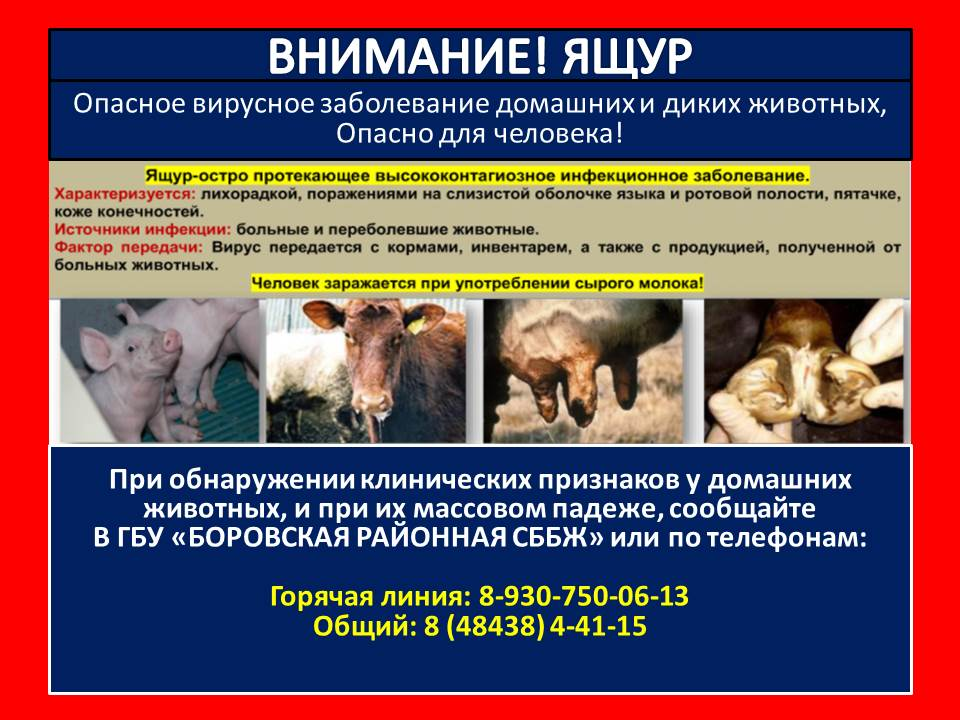 ВНИМАНИЕ! ЯЩУР
Опасное вирусное заболевание домашних и диких животных,
Опасно для человека!
Ящур-остро протекающее высококонтагиозное инфекционное заболевание.
Характеризуется: лихорадкой, поражениями на слизистой оболочке языка и ротовой полости, пятачке,
коже конечностей.
Источники инфекции: больные и переболевшие животные.
Фактор передачи: Вирус передается с кормами, инвентарем, а также с продукцией, полученной от
больных животных.
Человек заражается при употреблении сырого молока!
При обнаружении клинических признаков у домашних
животных, и при их массовом падеже, сообщайте
В ГБУ «БОРОВСКАЯ РАЙОННАЯ СББЖ» или по телефонам:
Горячая линия: 8-930-750-06-13
Общий: 8 (48438) 4-41-15